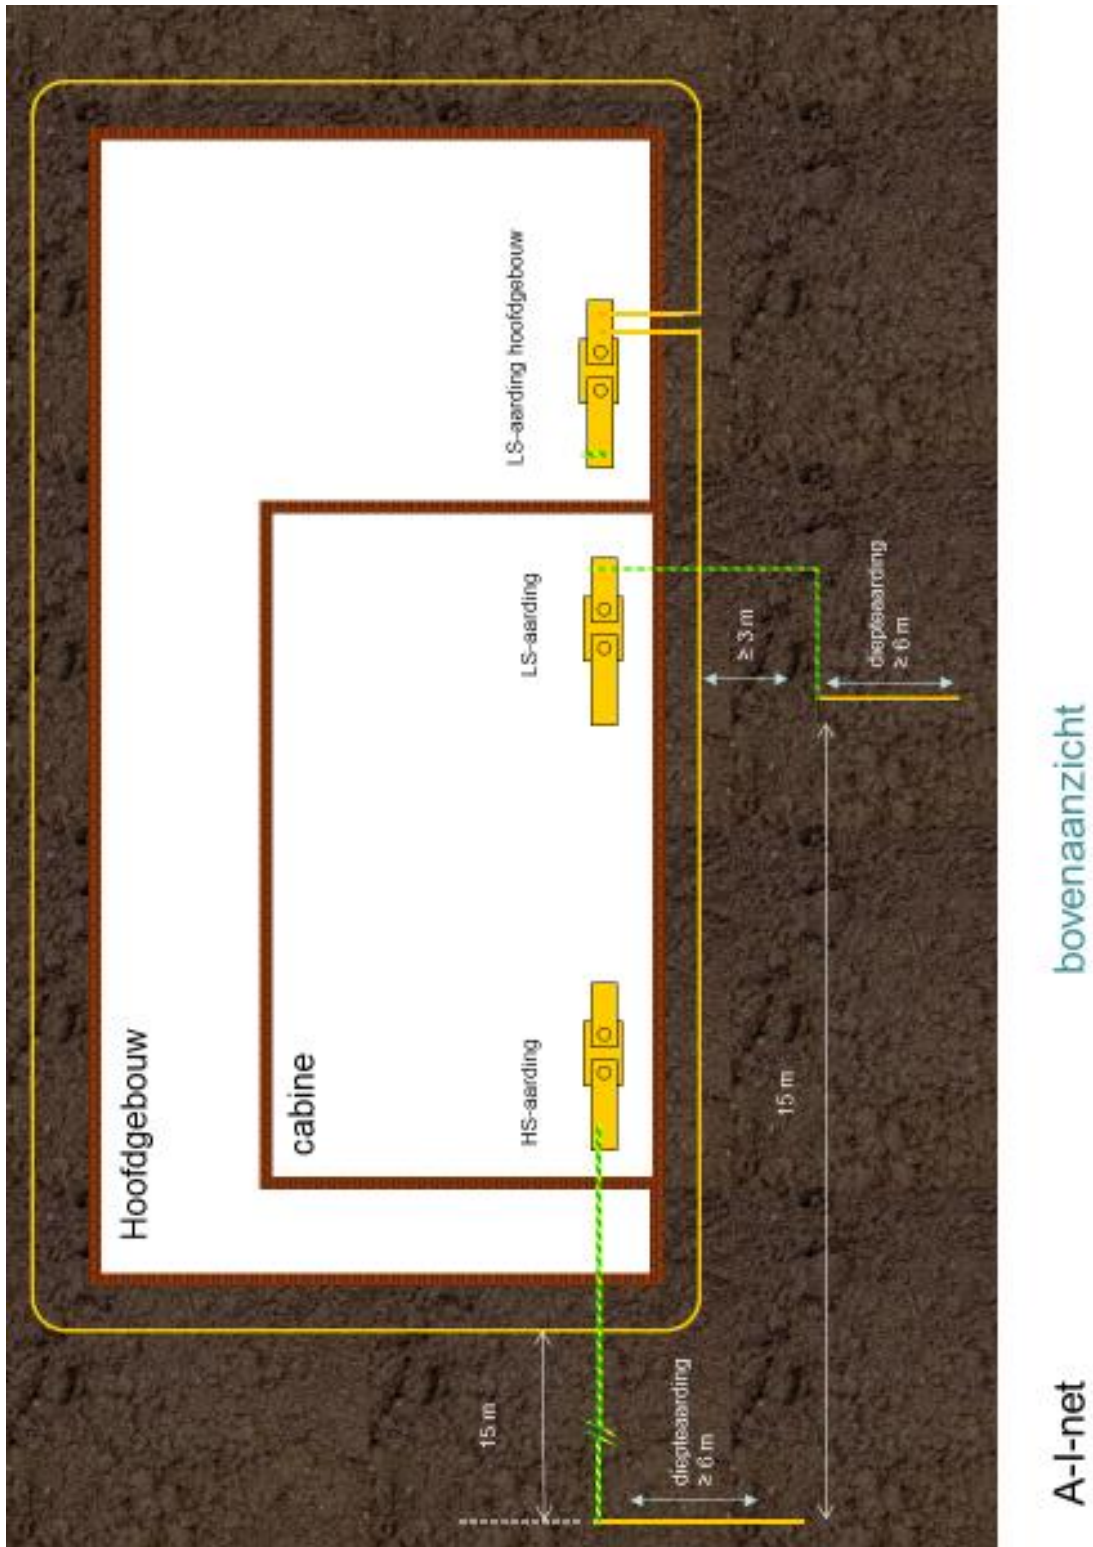 Hoofdgebouw
cabine
HS-aarding
LS-aarding
LS-aarding hoofdgebouw
15 m
diepteaarding
≥ 6 m
15 m
≥ 3 m
diepteaarding
≥ 6 m
A-I-net
bovenaanzicht